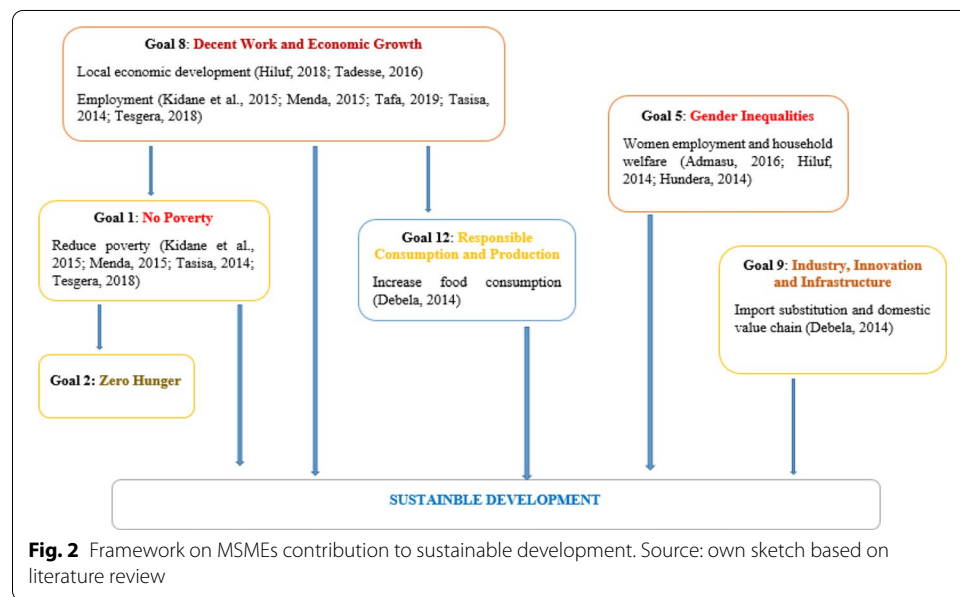 Goal 8: Decent Work and Economic Growth
Local economic development (Hiluf, 2018; Tadesse, 2016)
Employment (Kidane et al., 2015; Menda, 2015; Tafa, 2019; Tasisa,
2014; Tesgera, 2018)
Goal 5: Gender Inequalities
Women employment and household
welfare (Admasu, 2016; Hiluf,
2014; Hundera, 2014)
Goal 1: No Poverty
Reduce poverty (Kidane et al.,
2015; Menda, 2015; Tasisa, 2014;
Tesgera, 2018)
Goal 12: Responsible
Consumption and Production
Increase food consumption
(Debela, 2014)
Goal 9: Industry, Innovation
and Infrastructure
Import substitution and domestic
value chain (Debela, 2014)
Goal 2: Zero Hunger
SUSTAINBLE DEVELOPMENT
Fig. 2 Framework on MSMEs contribution to sustainable development. Source: own sketch based on
literature review